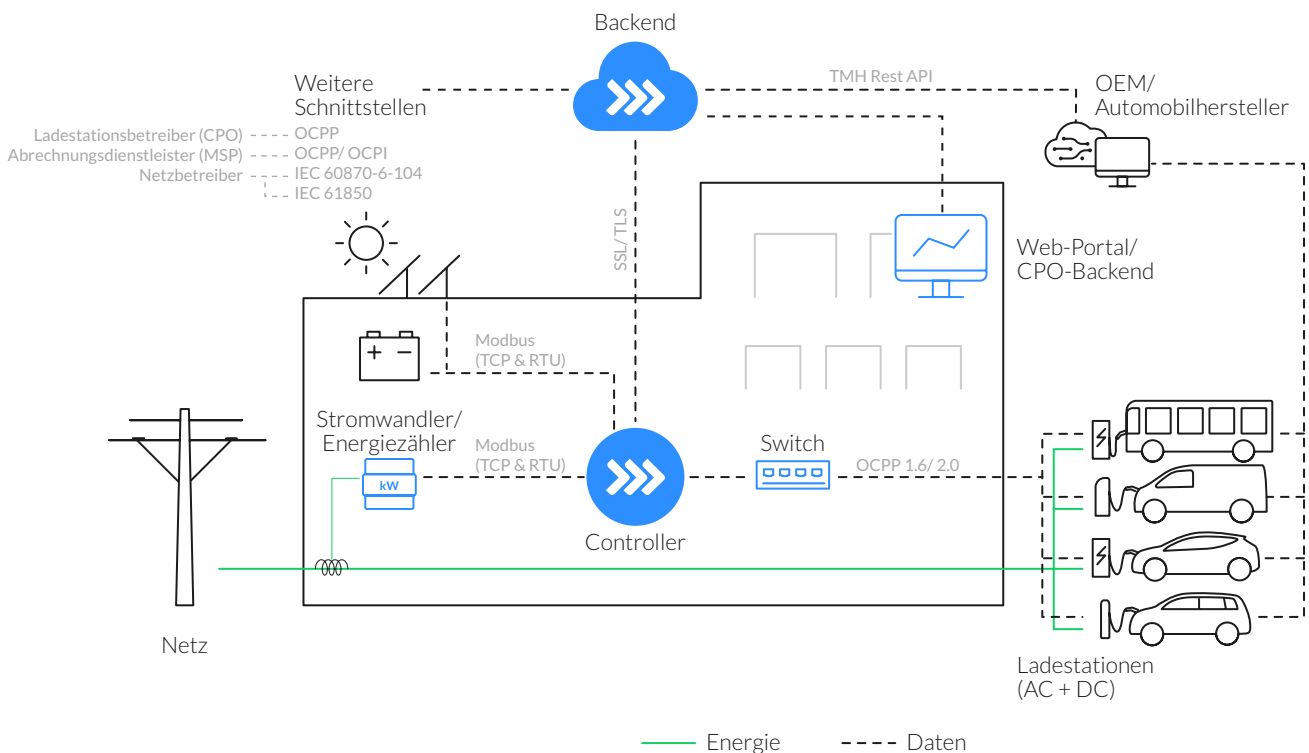 Backend
TMH Rest API
Weitere
Schnittstellen
OEM/
Automobilhersteller
Ladestationsbetreiber (CPO)
OCPP
Abrechnungsdienstleister (MSP)
OCPP/ OCPI
Netzbetreiber
IEC 60870-6-104
IEC 61850
SSL/TLS
Web-Portal/
CPO-Backend
Modbus
(TCP & RTU)
+ −
Stromwandler/
Energiezähler
kW
Modbus
(TCP & RTU)
Switch
OCPP 1.6/ 2.0
Controller
Netz
Ladestationen
(AC + DC)
Energie
Daten